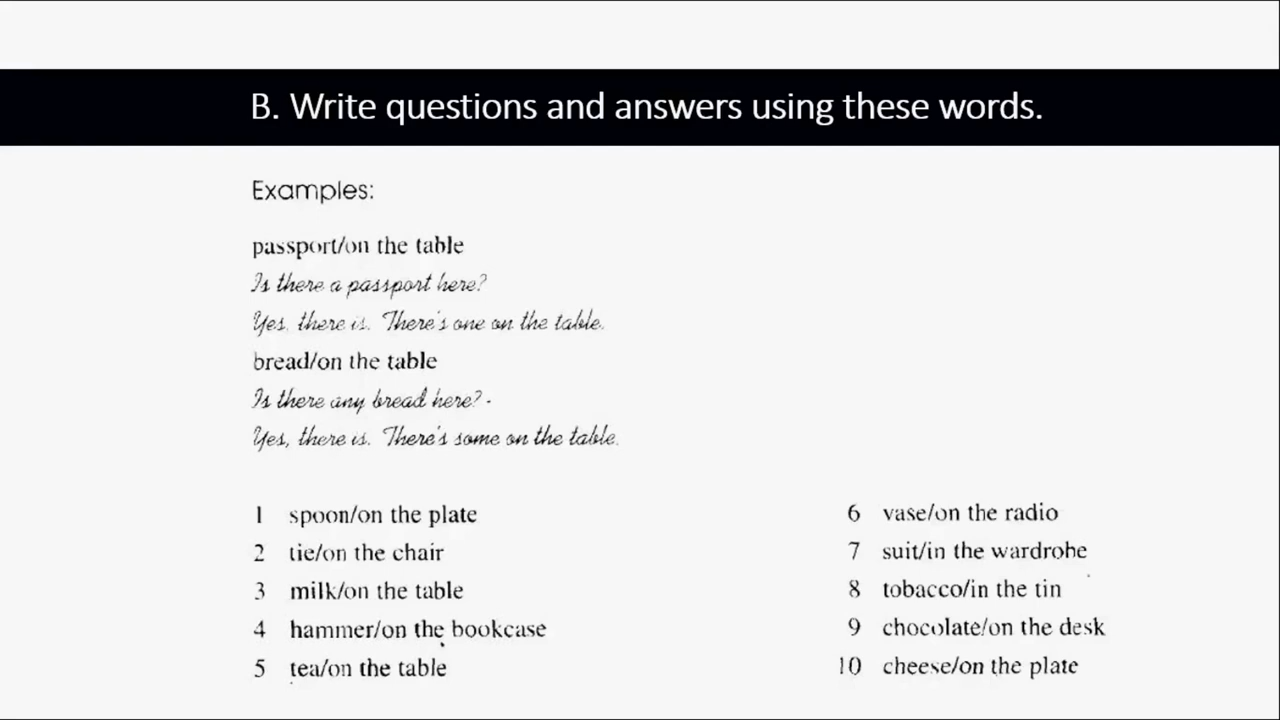 B. Write questions and answers using these words.
Examples:
passport/on the table
Is there a passport here?
Yes, there is. There's one on the table.
bread/on the table
Is there any bread here? -
Yes, there is. There's some on the table.
1 spoon/on the plate
2 tie/on the chair
3 milk/on the table
4 hammer/on the bookcase
5 tea/on the table
6 vase/on the radio
7 suit/in the wardrobe
8 tobacco/in the tin
9 chocolate/on the desk
10 cheese/on the plate